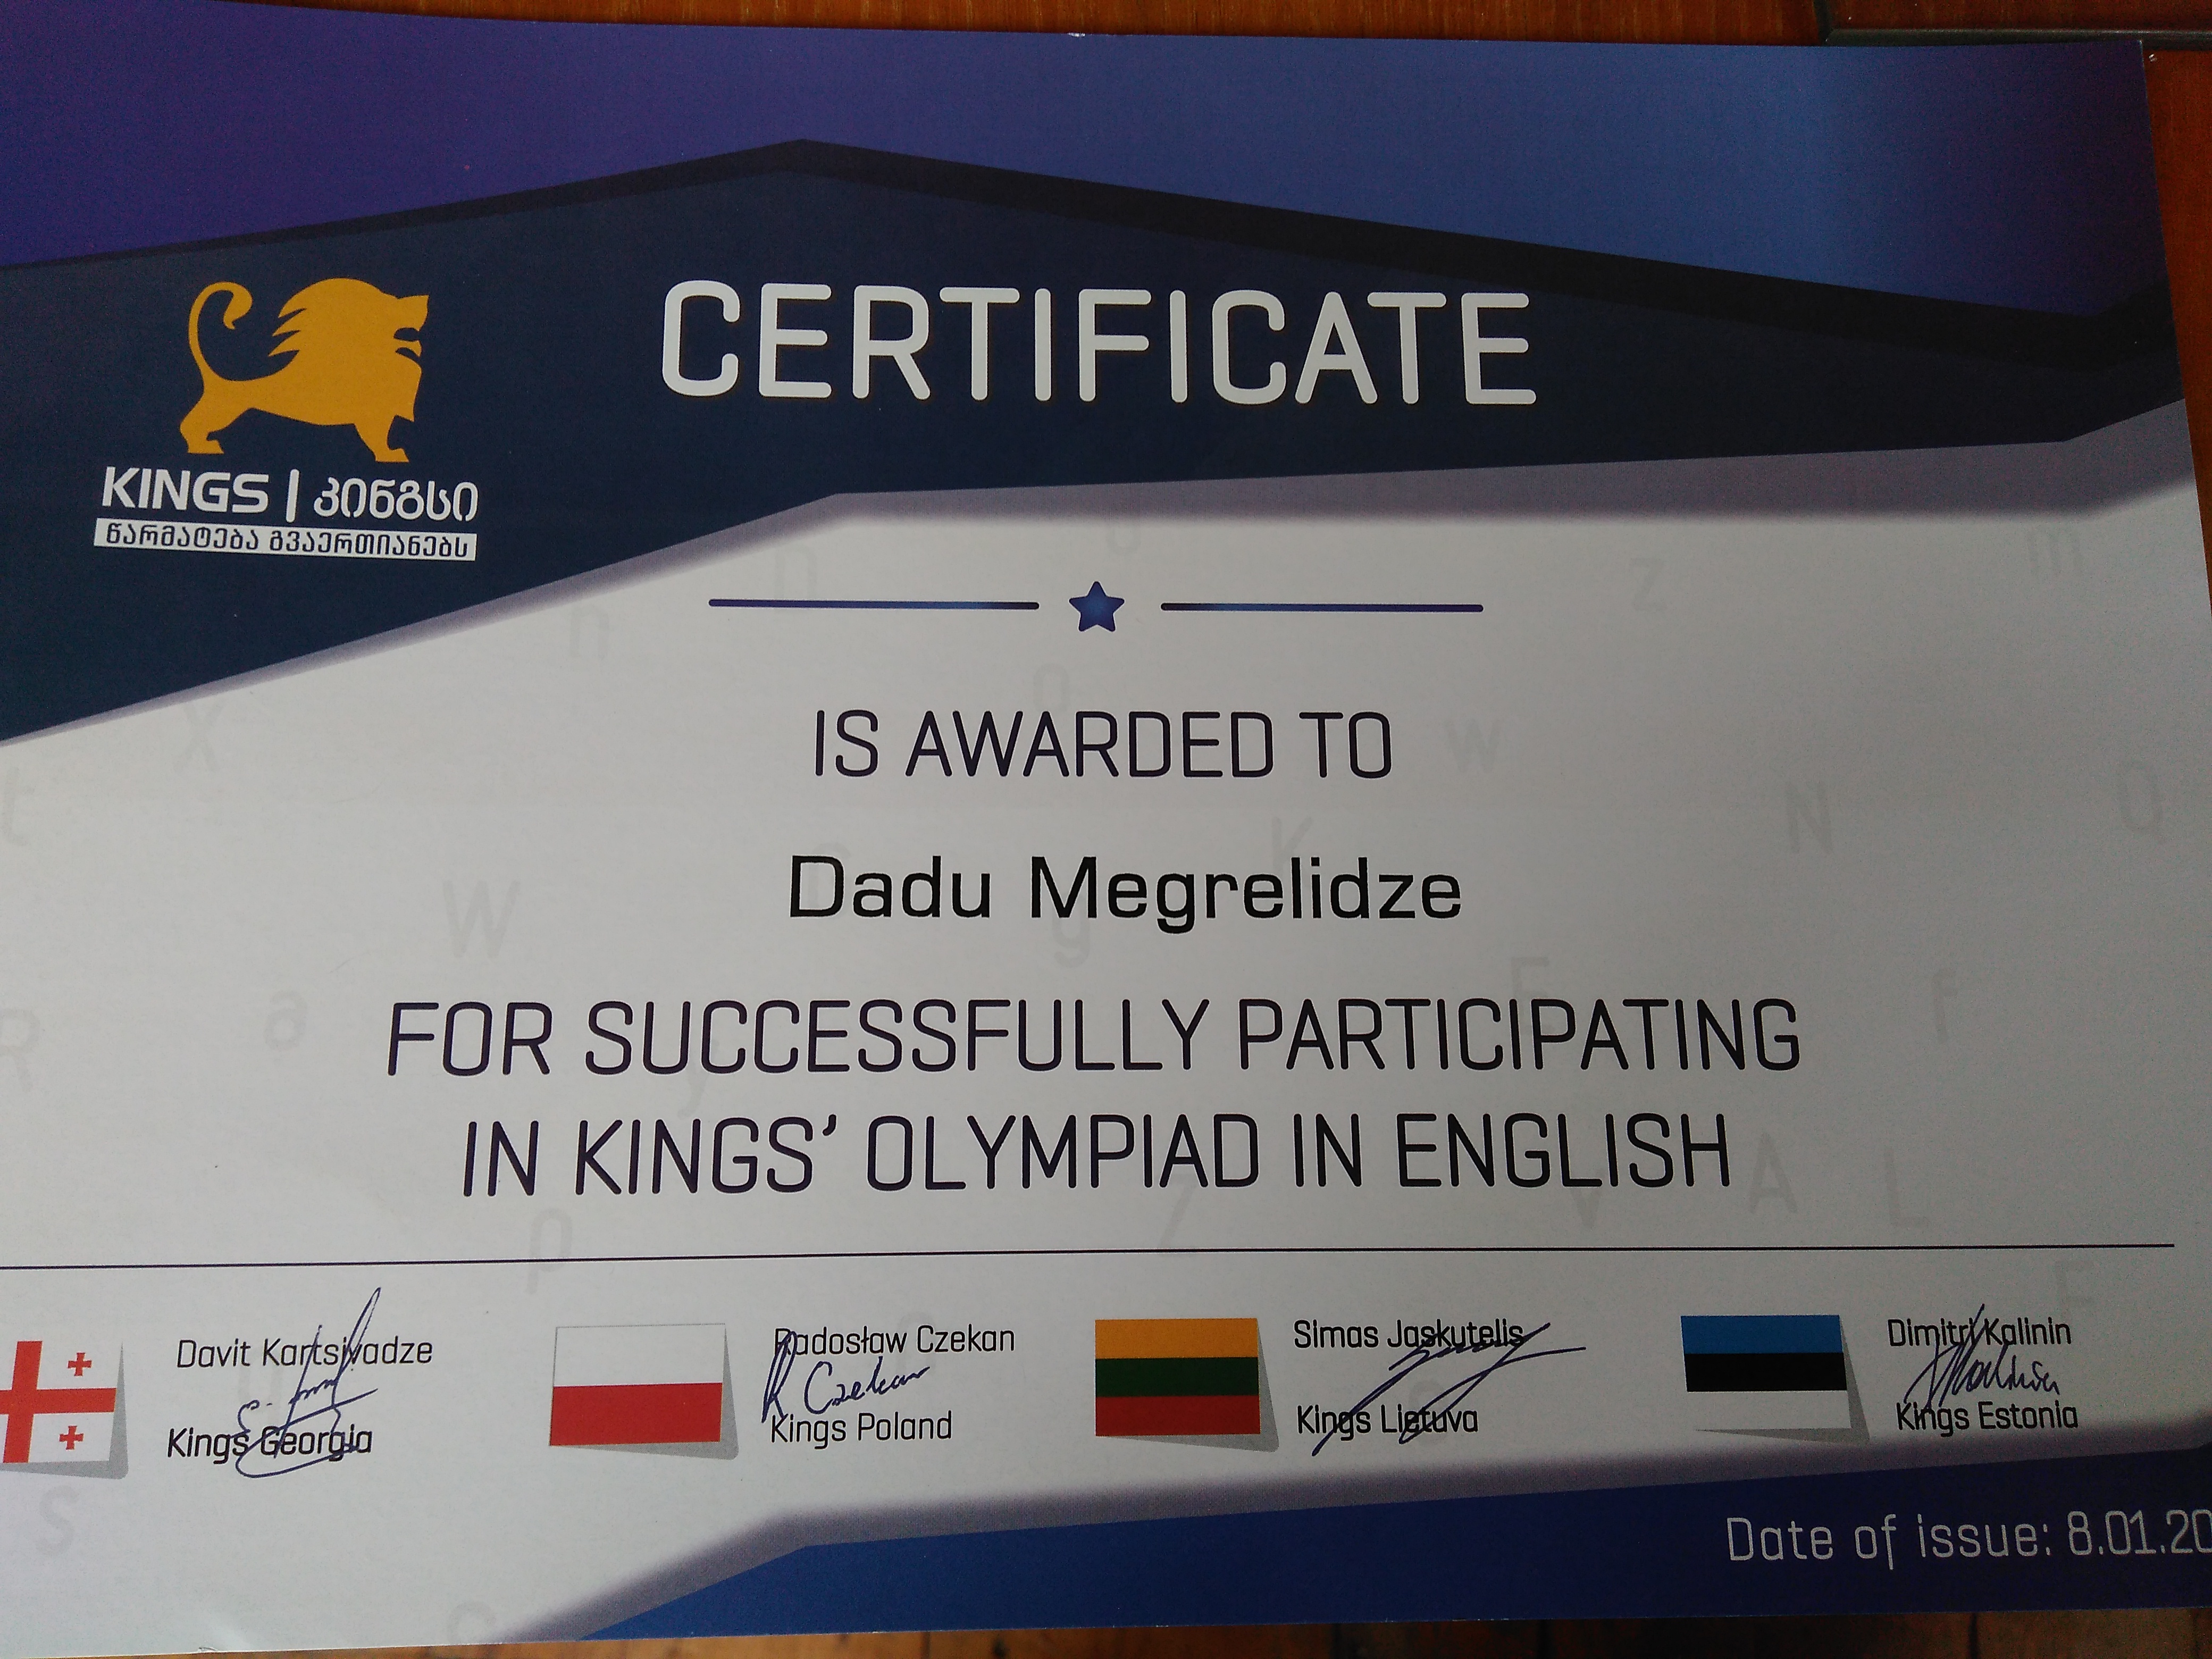 CERTIFICATE
KINGS | კინგსი
წარმატება გვაერთიანებს
IS AWARDED TO
Dadu Megrelidze
FOR SUCCESSFULLY PARTICIPATING
IN KINGS' OLYMPIAD IN ENGLISH
Davit Kartsivadze
Kings Georgia
Radosław Czekan
R Czekan
Kings Poland
Simas Jaskutelis
Kings Lietuva
Dimitri Kalinin
Kings Estonia
Date of issue: 8.01.20